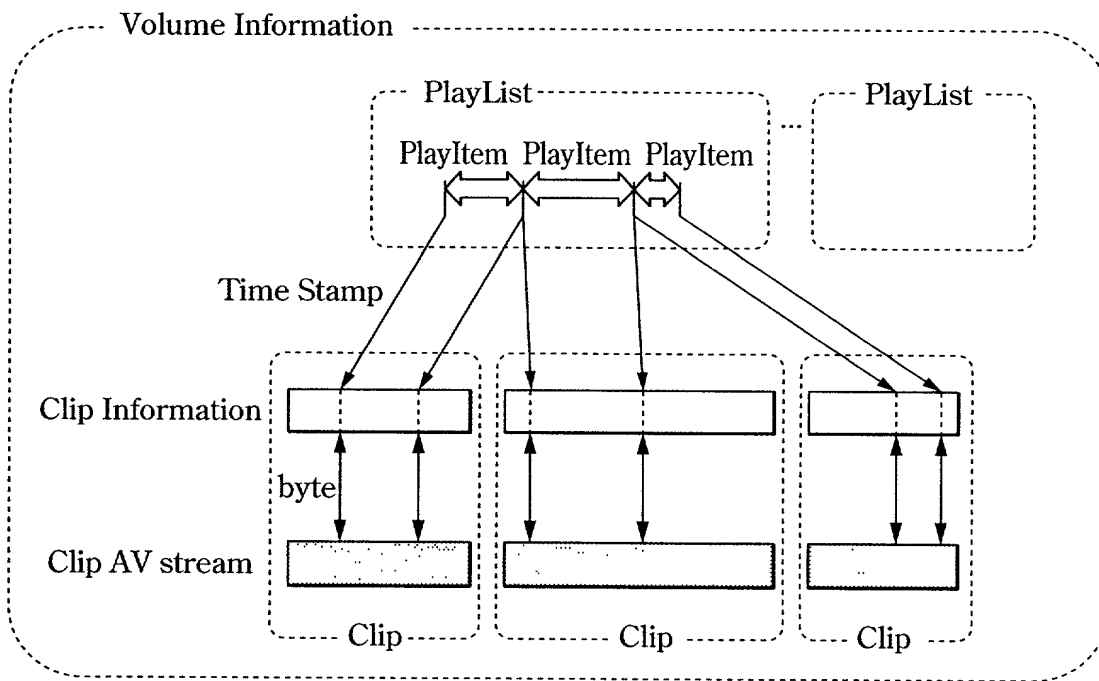 Volume Information
PlayList
PlayList
...
PlayItem PlayItem PlayItem
Time Stamp
Clip Information
byte
Clip AV stream
Clip
Clip
Clip